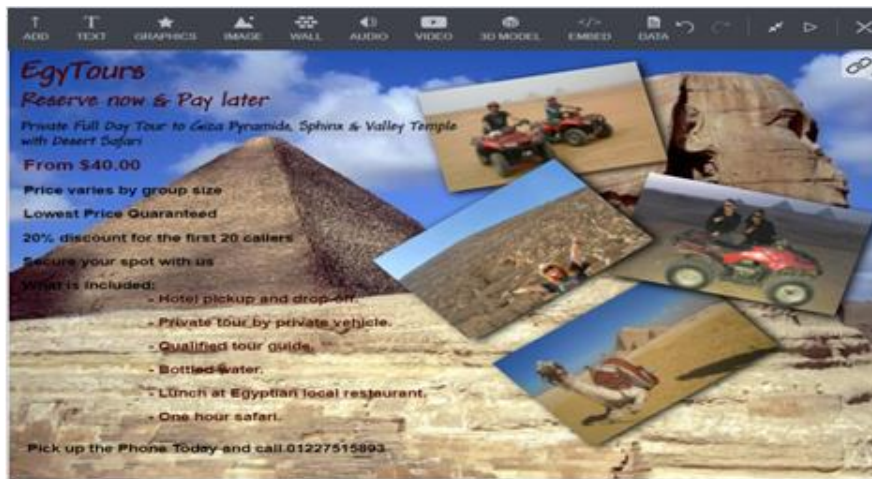 ADD TEXT GRAPHICS IMAGE WALL AUDIO VIDEO 3D MODEL EMBED DATA
EgyTours
Reserve now & Pay later
Private Full Day Tour to Giza Pyramids, Sphinx & Valley Temple
with Desert Safari
From $40.00
Price varies by group size
Lowest Price Guaranteed
20% discount for the first 20 callers
Secure your spot with us
What is Included:
- Hotel pickup and drop-off.
- Private tour by private vehicle.
- Qualified tour guide.
- Bottled water.
- Lunch at Egyptian local restaurant.
- One hour safari.
Pick up the Phone Today and call 01227515893